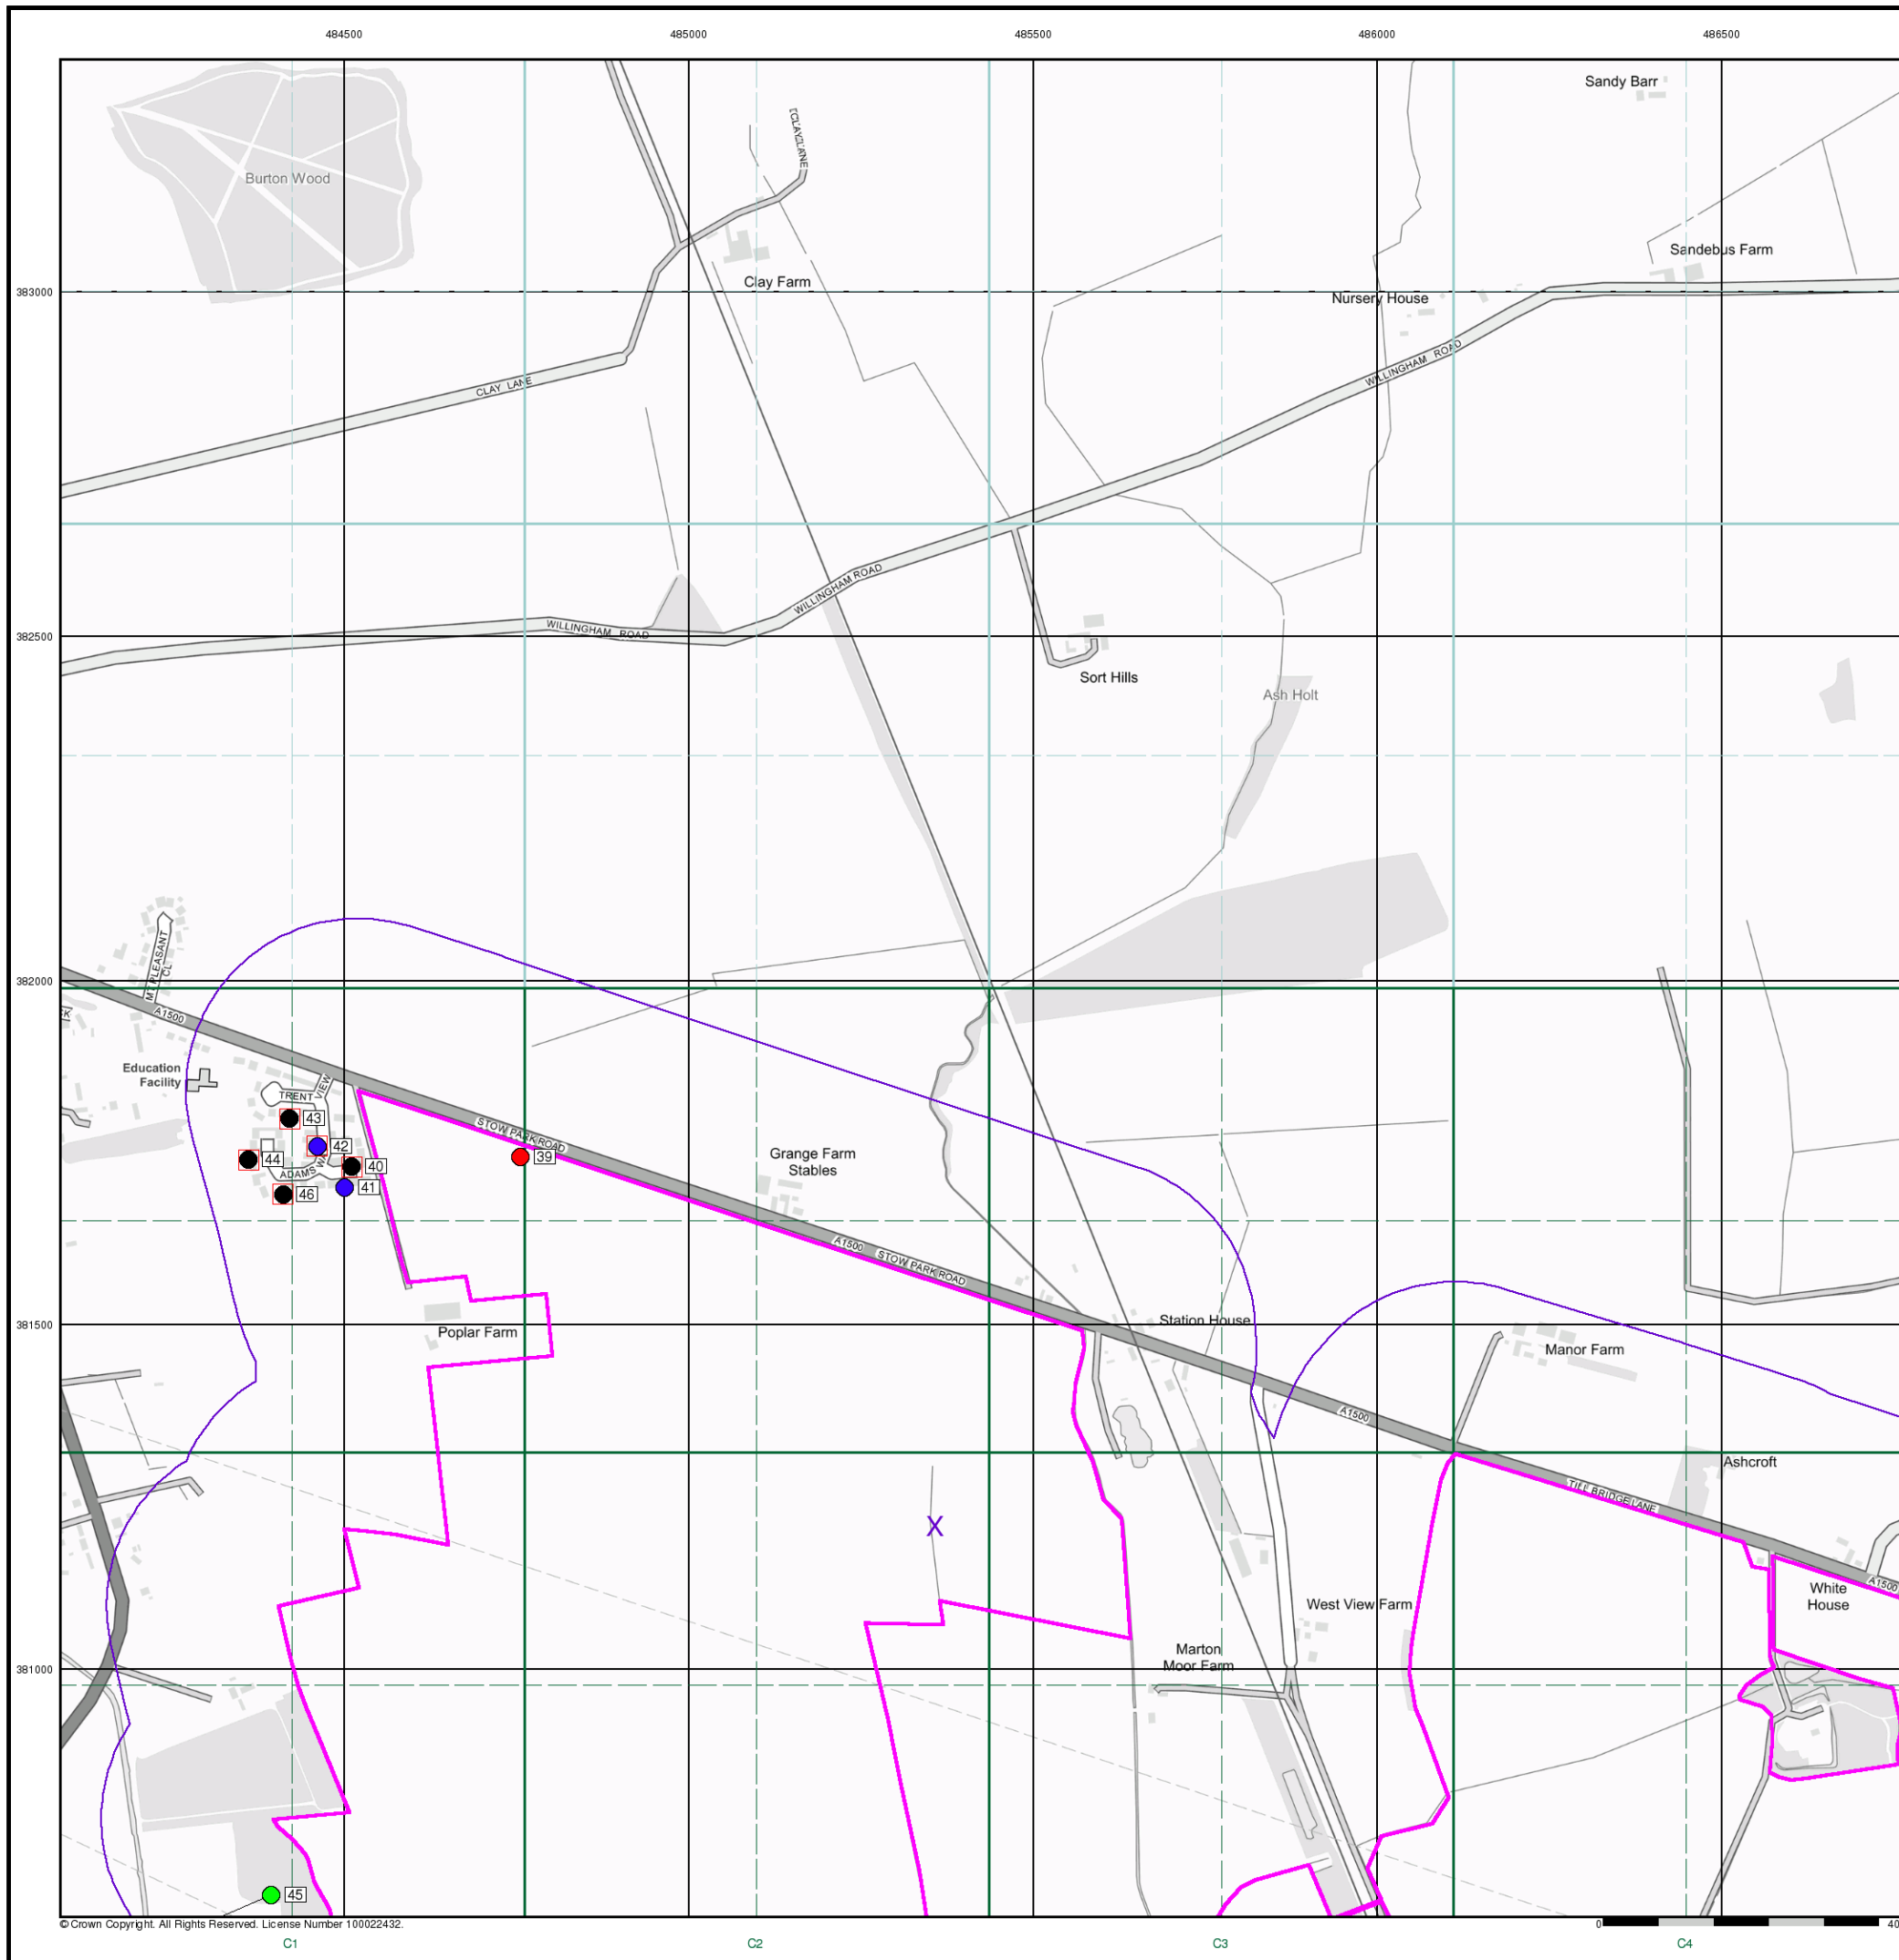 484500 485000 485500 486000 486500
Sandy Barr
CLAY LANE
Burton Wood
Sandebus Farm
Clay Farm
383000
Nursery House
WILLINGHAM ROAD
CLAY LANE
WILLINGHAM ROAD
382500
WILLINGHAM ROAD
Sort Hills
Ash Holt
MT PLEASANT
CL
382000
A1500
Education
Facility
VIEW
TRENT
43
STOW PARK ROAD
42
Grange Farm
Stables
39
44
40
ADAMS WA
41
46
A1500
STOW PARK ROAD
Station House
381500
Poplar Farm
Manor Farm
A1500
Ashcroft
TILL BRIDGE LANE
X
A1500
White
House
West View Farm
Marton
Moor Farm
381000
45
© Crown Copyright. All Rights Reserved. License Number 100022432.
0
40
C1 C2 C3 C4